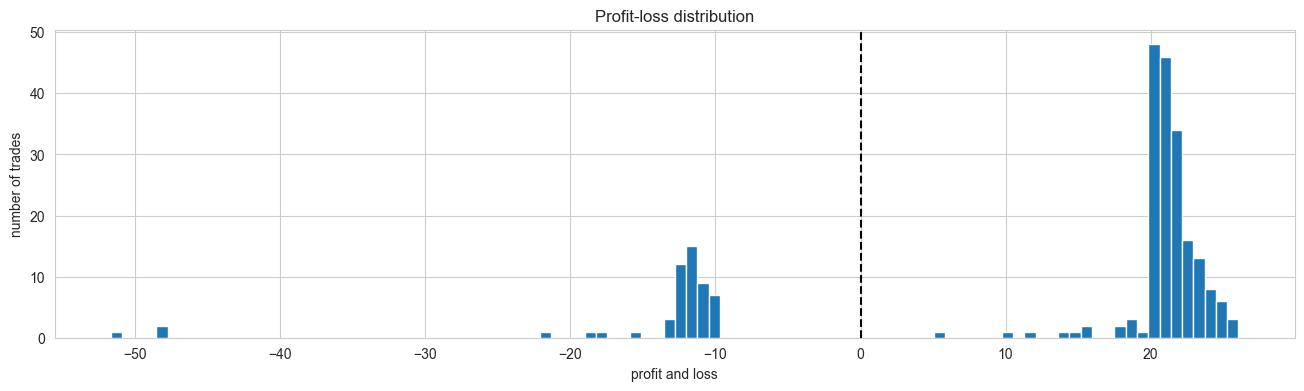 Profit-loss distribution
50
40
30
20
10
0
number of trades
−50 −40 −30 −20 −10 0 10 20
profit and loss